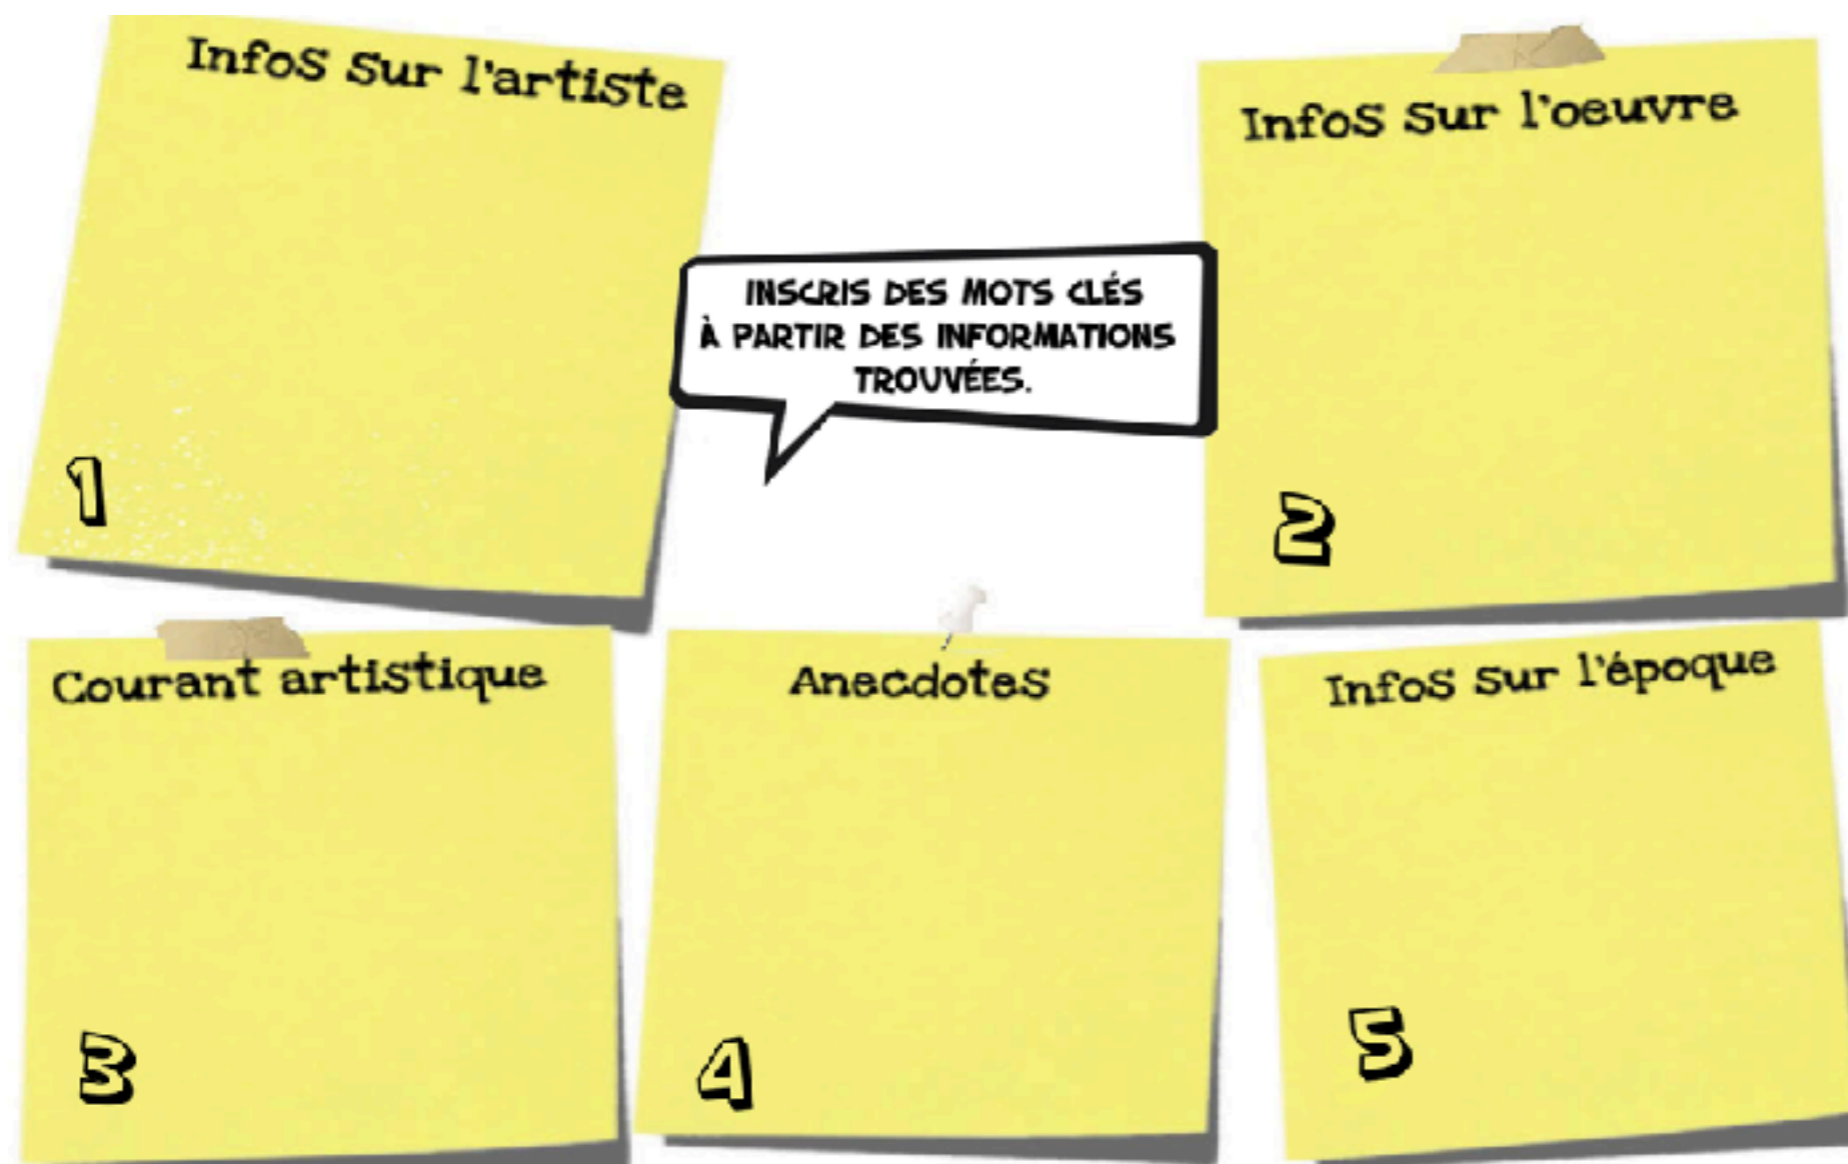 Infos sur l'artiste
1
INSCRIS DES MOTS CLÉS
À PARTIR DES INFORMATIONS
TROUVÉES.
Infos sur l'oeuvre
2
Courant artistique
3
Anecdotes
4
Infos sur l'époque
5